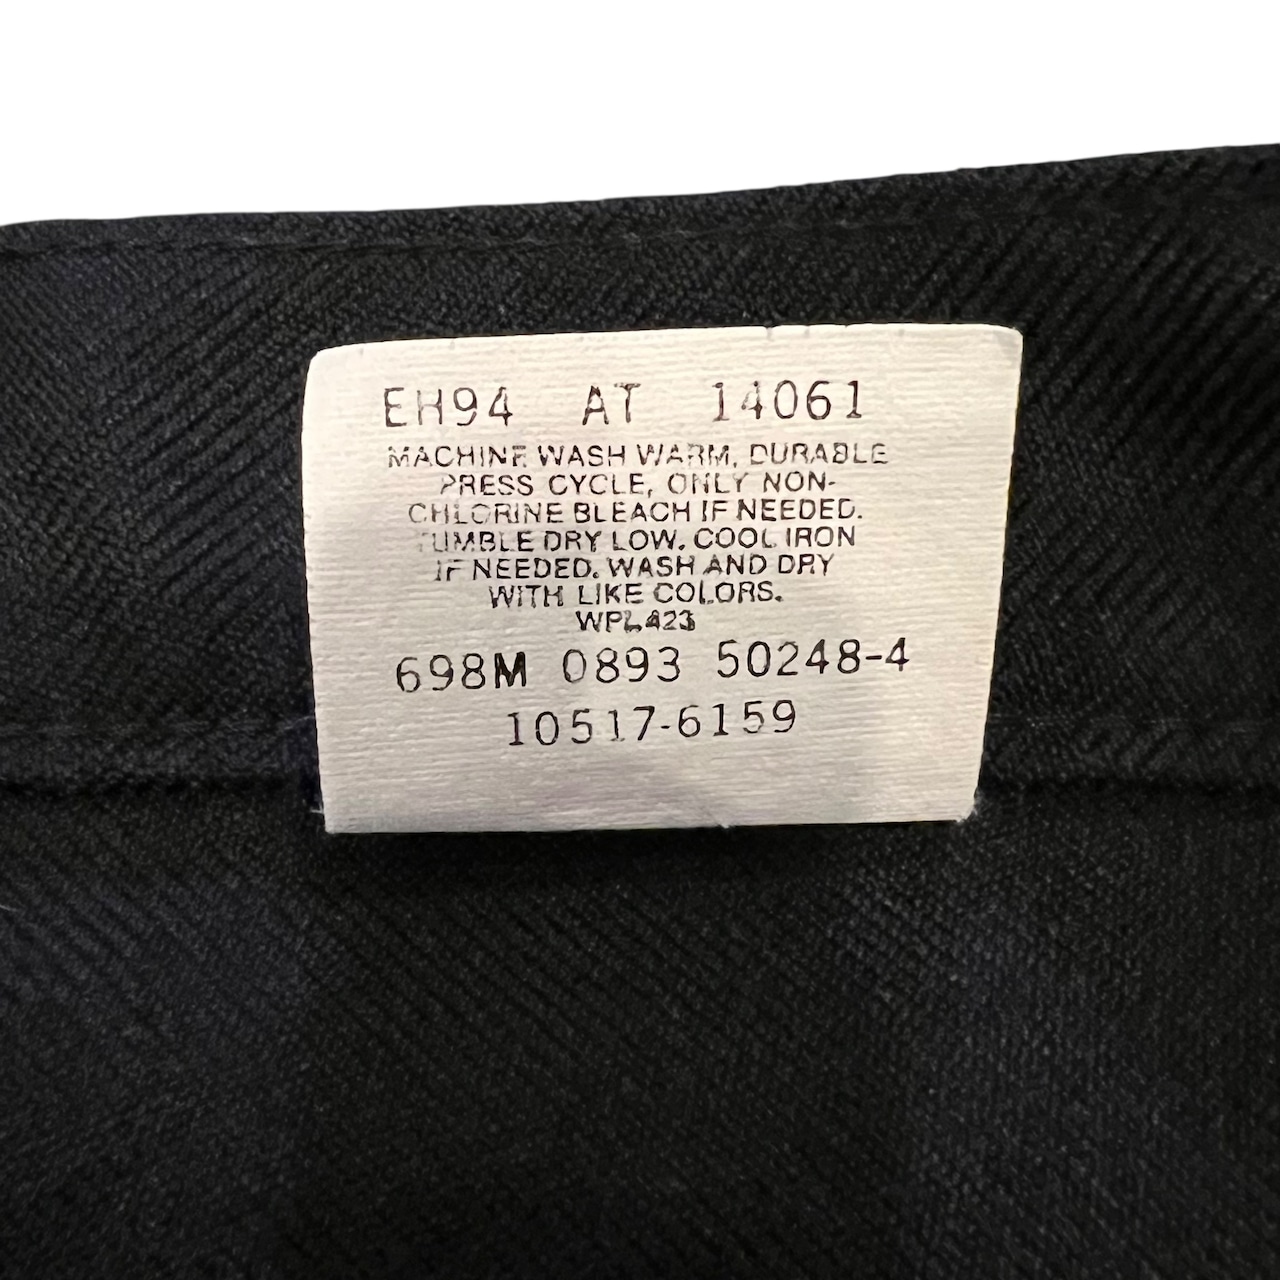 EH94 AT 14061
MACHINE WASH WARM, DURABLE
PRESS CYCLE, ONLY NON-
CHLORINE BLEACH IF NEEDED.
TUMBLE DRY LOW. COOL IRON
IF NEEDED. WASH AND DRY
WITH LIKE COLORS.
WPL423
698M 0893 50248-4
10517-6159